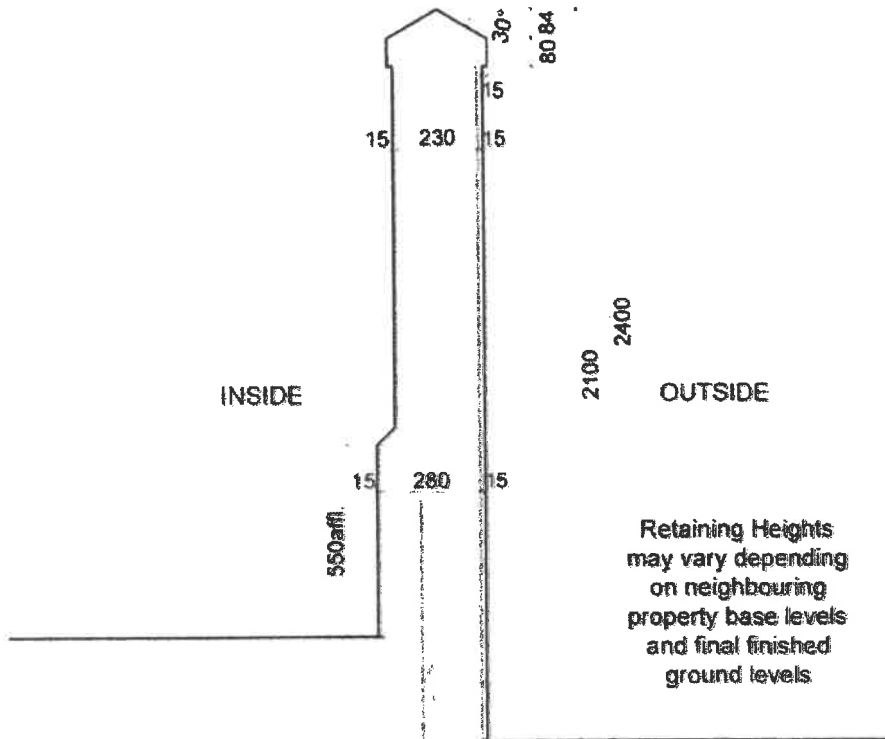 30°
80 84
15
15 230 15
2400
2100
INSIDE
OUTSIDE
15 280 15
550affl.
Retaining Heights
may vary depending
on neighbouring
property base levels
and final finished
ground levels